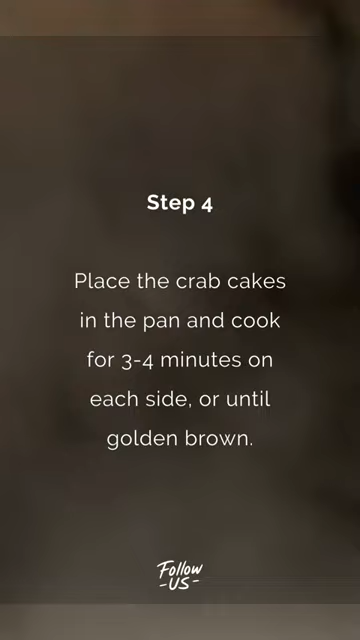 Step 4
Place the crab cakes
in the pan and cook
for 3-4 minutes on
each side, or until
golden brown.
Follow
-US-